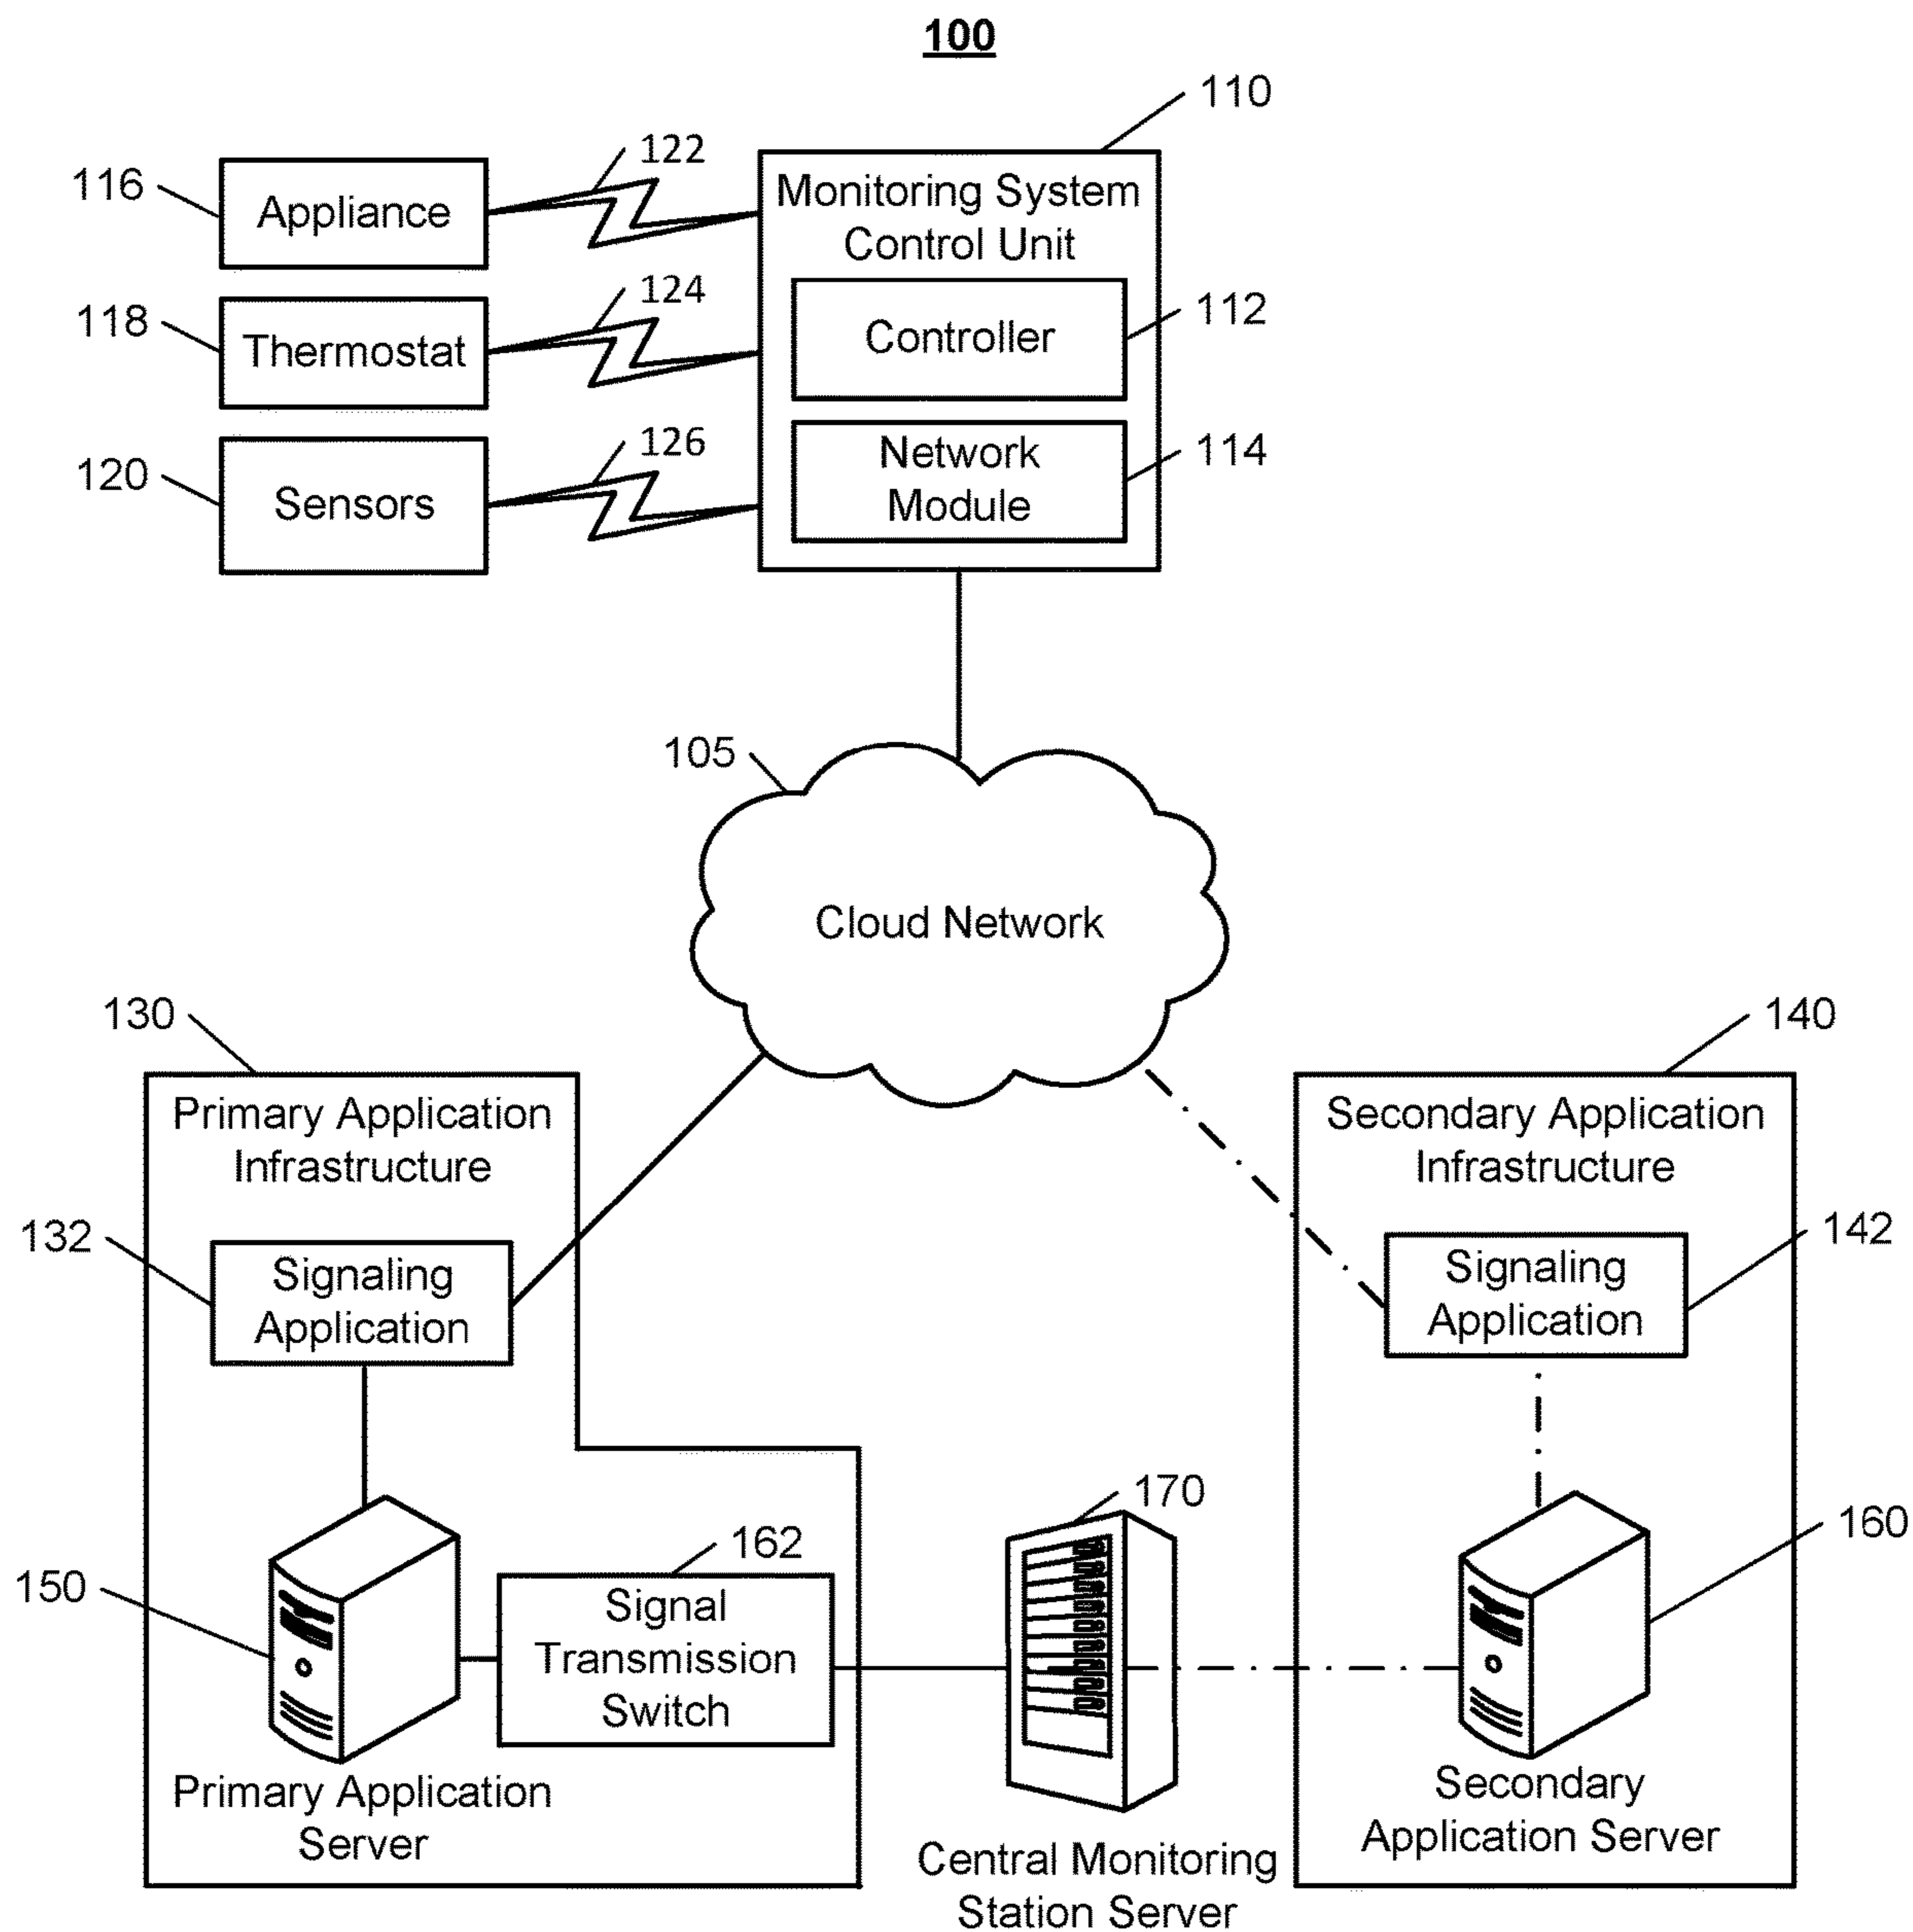 100
110
122
116
Appliance
Monitoring System
Control Unit
124
118
Thermostat
Controller
112
126
120
Sensors
Network
Module
114
105
Cloud Network
130
140
Primary Application
Infrastructure
Secondary Application
Infrastructure
132
Signaling
Application
142
Signaling
Application
170
160
162
150
Signal
Transmission
Switch
Primary Application
Server
Secondary
Application Server
Central Monitoring
Station Server